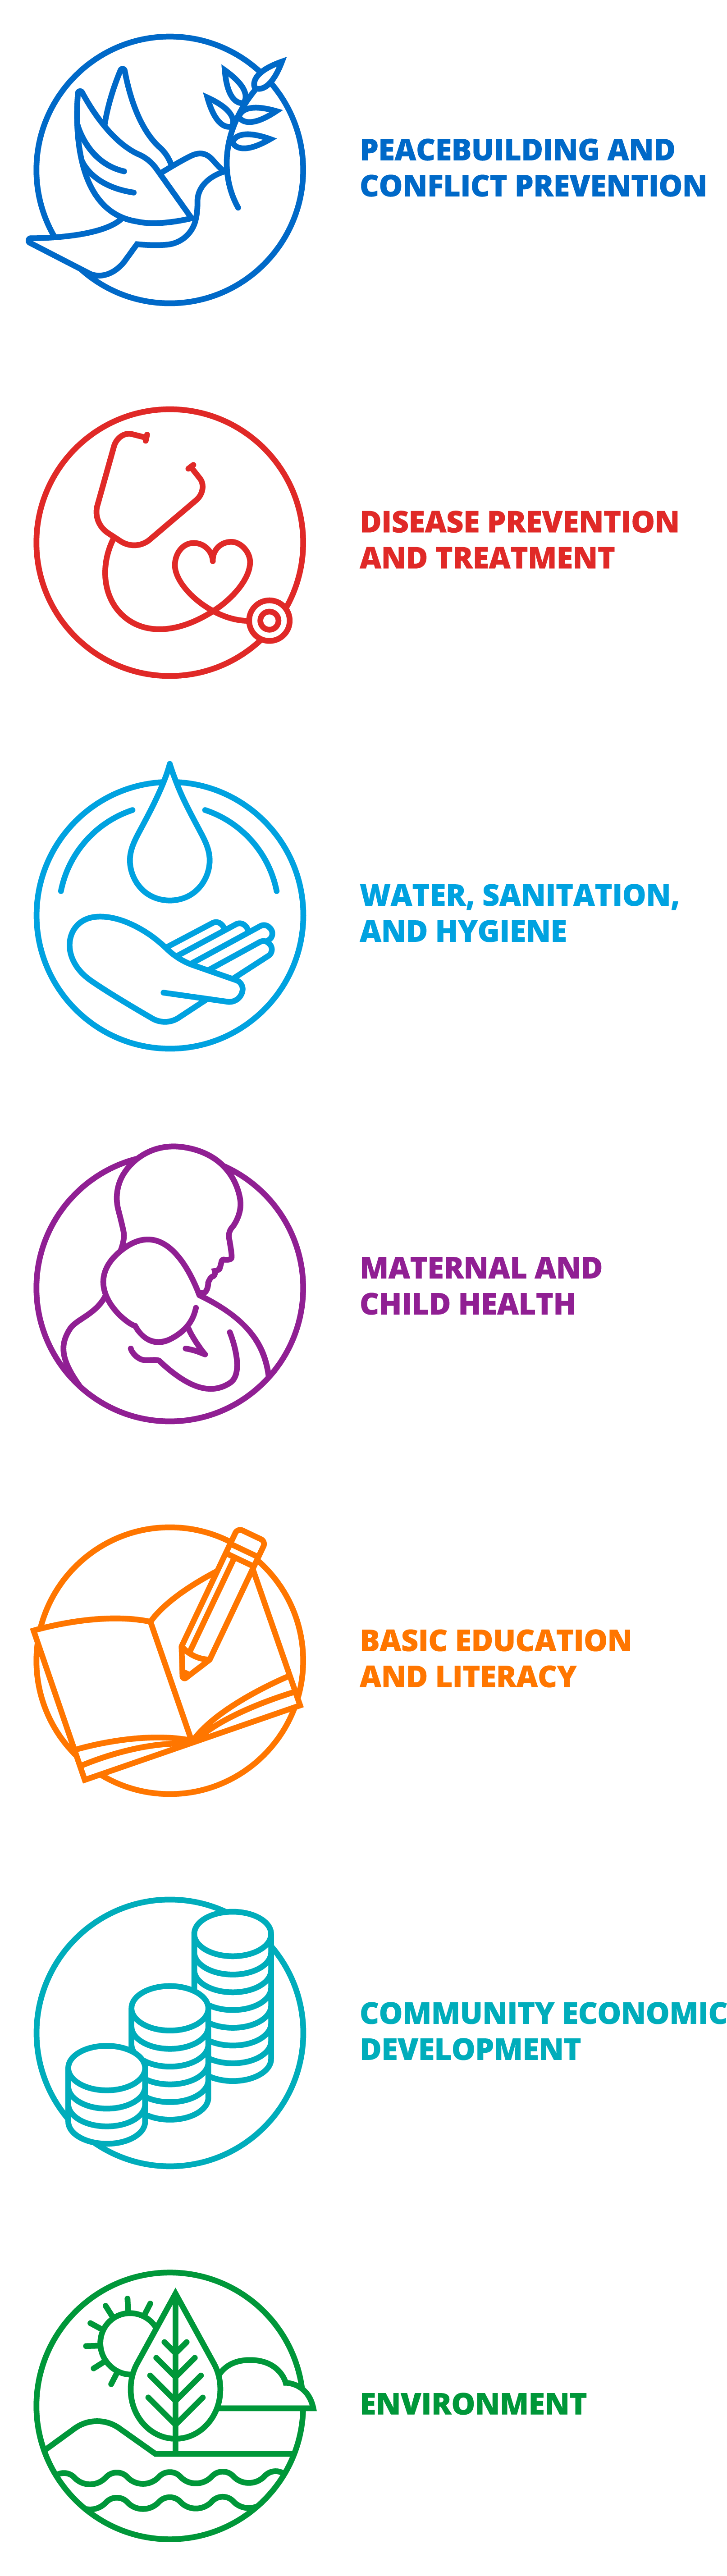 PEACEBUILDING AND
CONFLICT PREVENTION
DISEASE PREVENTION
AND TREATMENT
WATER, SANITATION,
AND HYGIENE
MATERNAL AND
CHILD HEALTH
BASIC EDUCATION
AND LITERACY
COMMUNITY ECONOMIC
DEVELOPMENT
ENVIRONMENT